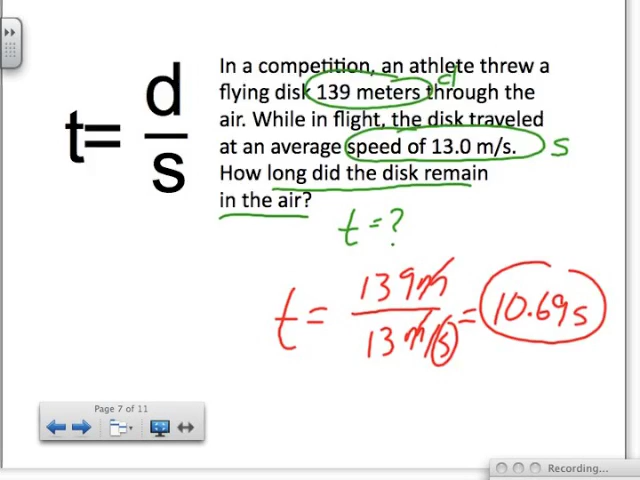 t= d/s
In a competition, an athlete threw a
flying disk 139 meters through the
air. While in flight, the disk traveled
at an average speed of 13.0 m/s.
How long did the disk remain
in the air?
d
s
t = ?
t = 139m / 13 m/s = 10.69s
Page 7 of 11
Recording...